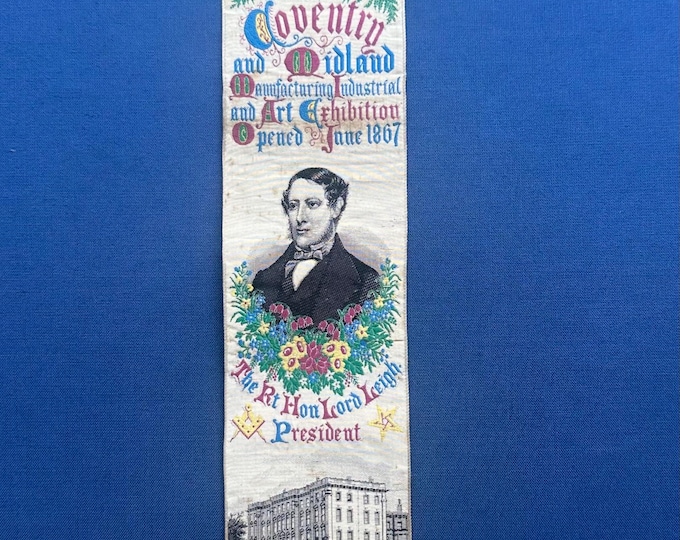 Coventry
and Midland
Manufacturing Industrial
and Art Exhibition
Opened June 1867
The Rt Hon Lord Leigh
President